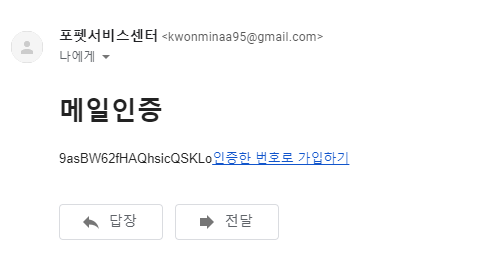 포펫서비스센터 <kwonminaa95@gmail.com>
나에게
메일인증
9asBW62fHAQhsicQSKLo인증한 번호로 가입하기
답장 전달